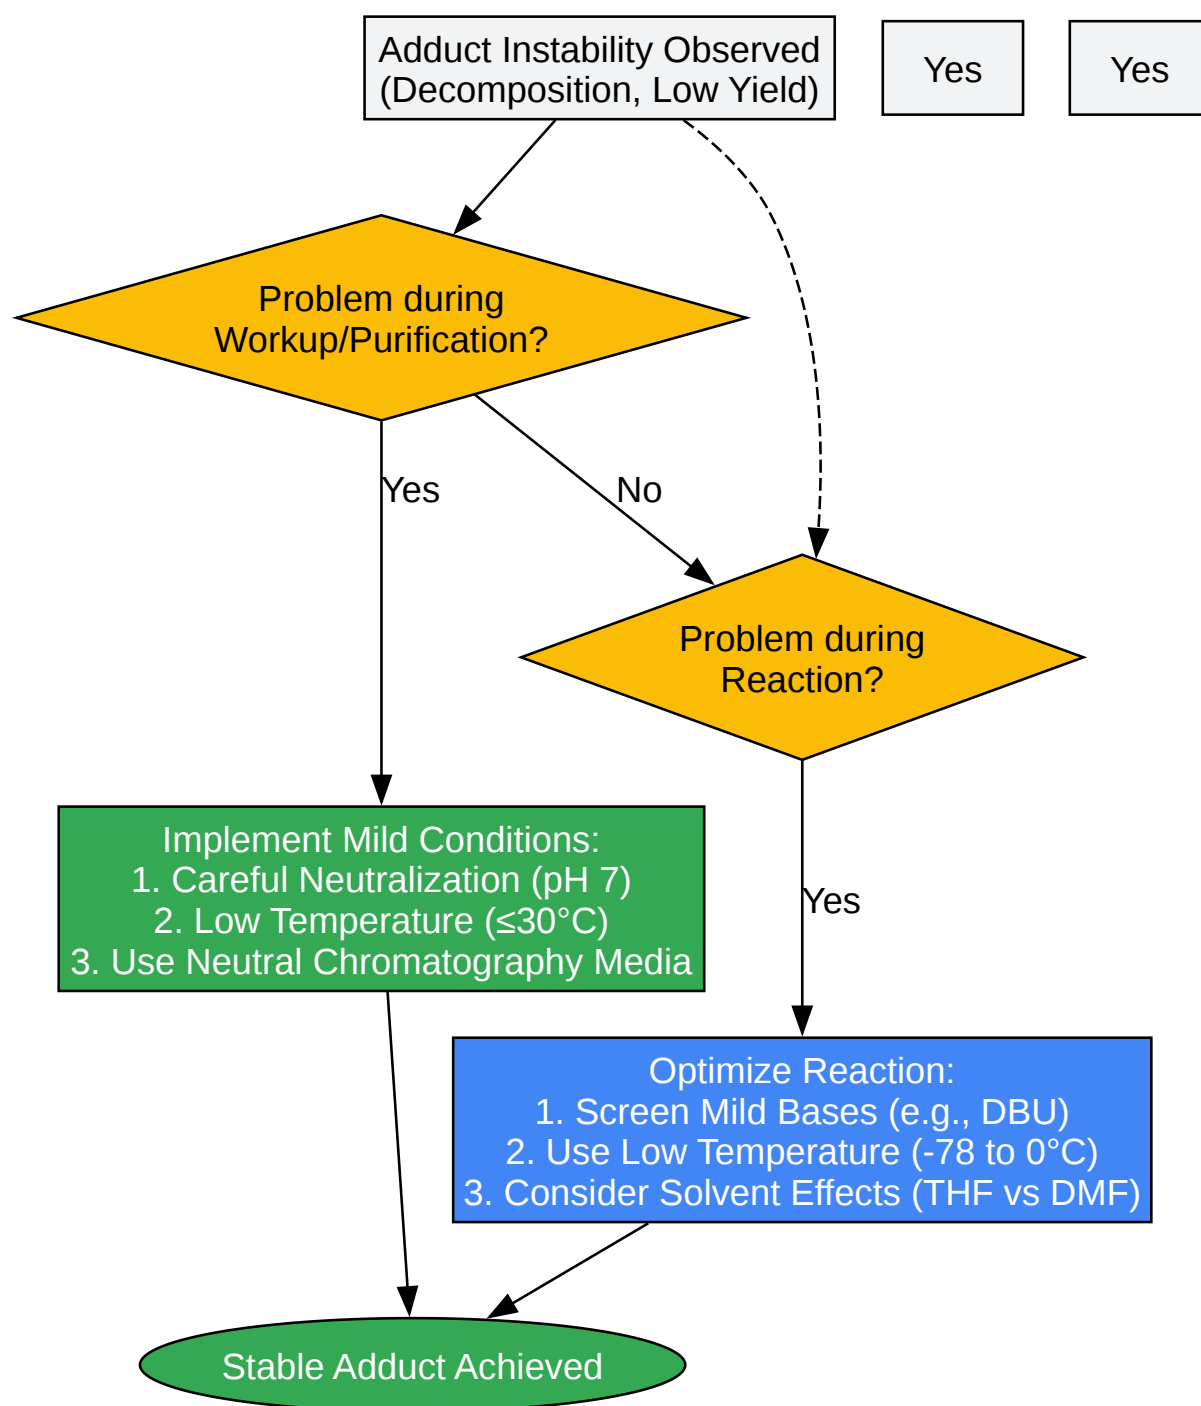 Adduct Instability Observed
(Decomposition, Low Yield)
Yes
Yes
Problem during
Workup/Purification?
Yes
No
Problem during
Reaction?
Implement Mild Conditions:
1. Careful Neutralization (pH 7)
2. Low Temperature (≤30°C)
3. Use Neutral Chromatography Media
Yes
Optimize Reaction:
1. Screen Mild Bases (e.g., DBU)
2. Use Low Temperature (-78 to 0°C)
3. Consider Solvent Effects (THF vs DMF)
Stable Adduct Achieved